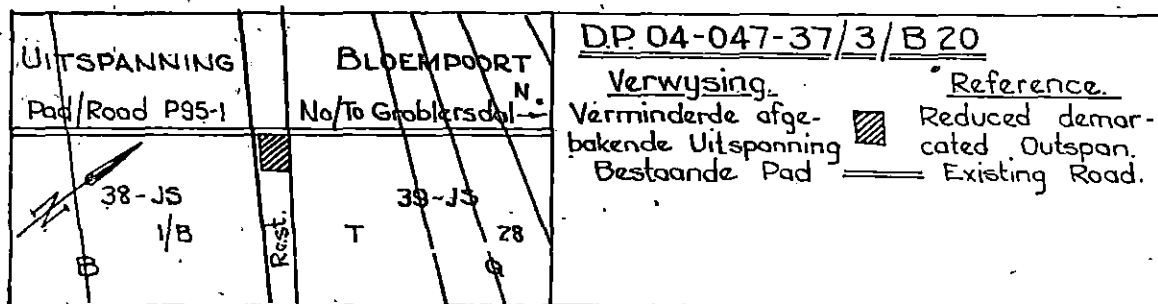 UITSPANNING
BLOEMPOORT
N.
Pad/Road P95-1
No/To Groblersdal
38-JS
39-JS
1/B
T
28
B
G
Rest.
D.P. 04-047-37/3/B 20
Verwysing.
Reference.
Verminderde afge-
bakende Uitspanning
Reduced demar-
cated Outspan.
Bestaande Pad
Existing Road.